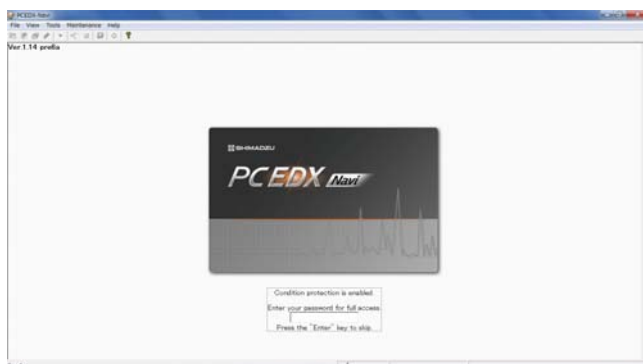 PCEDX-Navi
File View Tools Maintenance Help
Ver.1.14 prefia
SHIMADZU
PCEDX Navi
Condition protection is enabled.
Enter your password for full access.
Press the "Enter" key to skip.